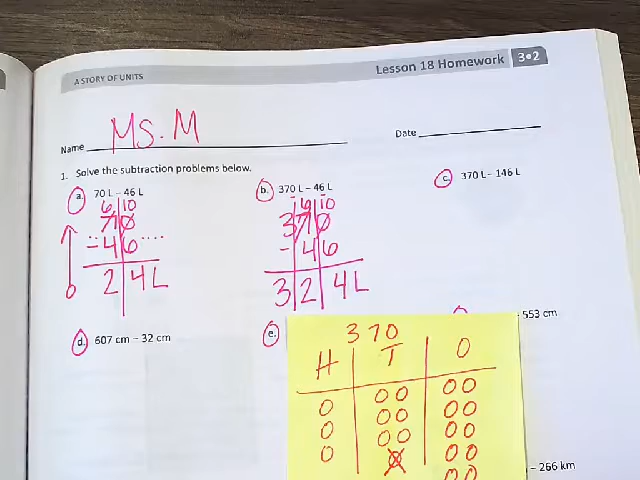 A STORY OF UNITS
Lesson 18 Homework 3•2
Name Ms. M
Date
1. Solve the subtraction problems below.
a. 70 L – 46 L
6 10
7 0
- 4 6
2 4 L
b. 370 L – 46 L
6 10
3 7 0
- 4 6
3 2 4 L
c. 370 L – 146 L
d. 607 cm – 32 cm
e.
553 cm
370
H T O
– 266 km